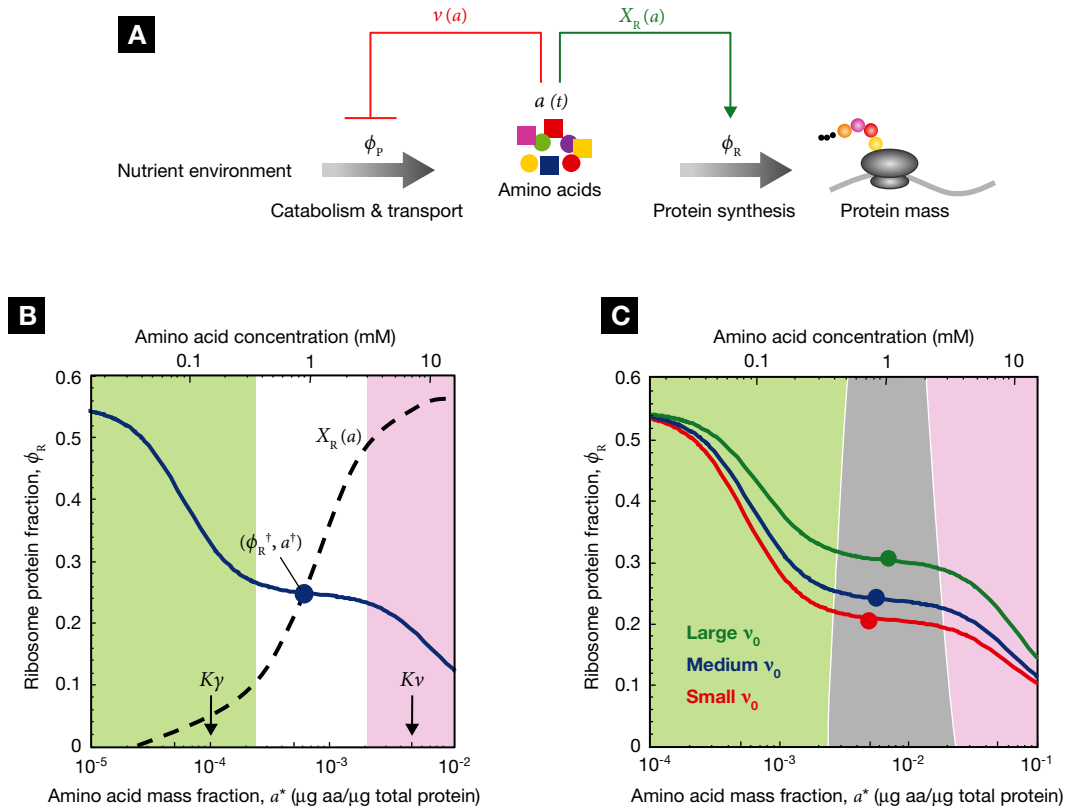 A
ν(a)
X_R(a)
a (t)
ϕ_P
ϕ_R
Nutrient environment
Amino acids
Catabolism & transport
Protein synthesis
Protein mass
B
Amino acid concentration (mM)
0.1
1
10
0.6
0.5
0.4
0.3
0.2
0.1
0
Ribosome protein fraction, ϕ_R
X_R(a)
(ϕ_R†, a†)
Kγ
Kν
10^-5
10^-4
10^-3
10^-2
Amino acid mass fraction, a* (µg aa/µg total protein)
C
Amino acid concentration (mM)
0.1
1
10
0.6
0.5
0.4
0.3
0.2
0.1
0
Ribosome protein fraction, ϕ_R
Large ν_0
Medium ν_0
Small ν_0
10^-4
10^-3
10^-2
10^-1
Amino acid mass fraction, a* (µg aa/µg total protein)